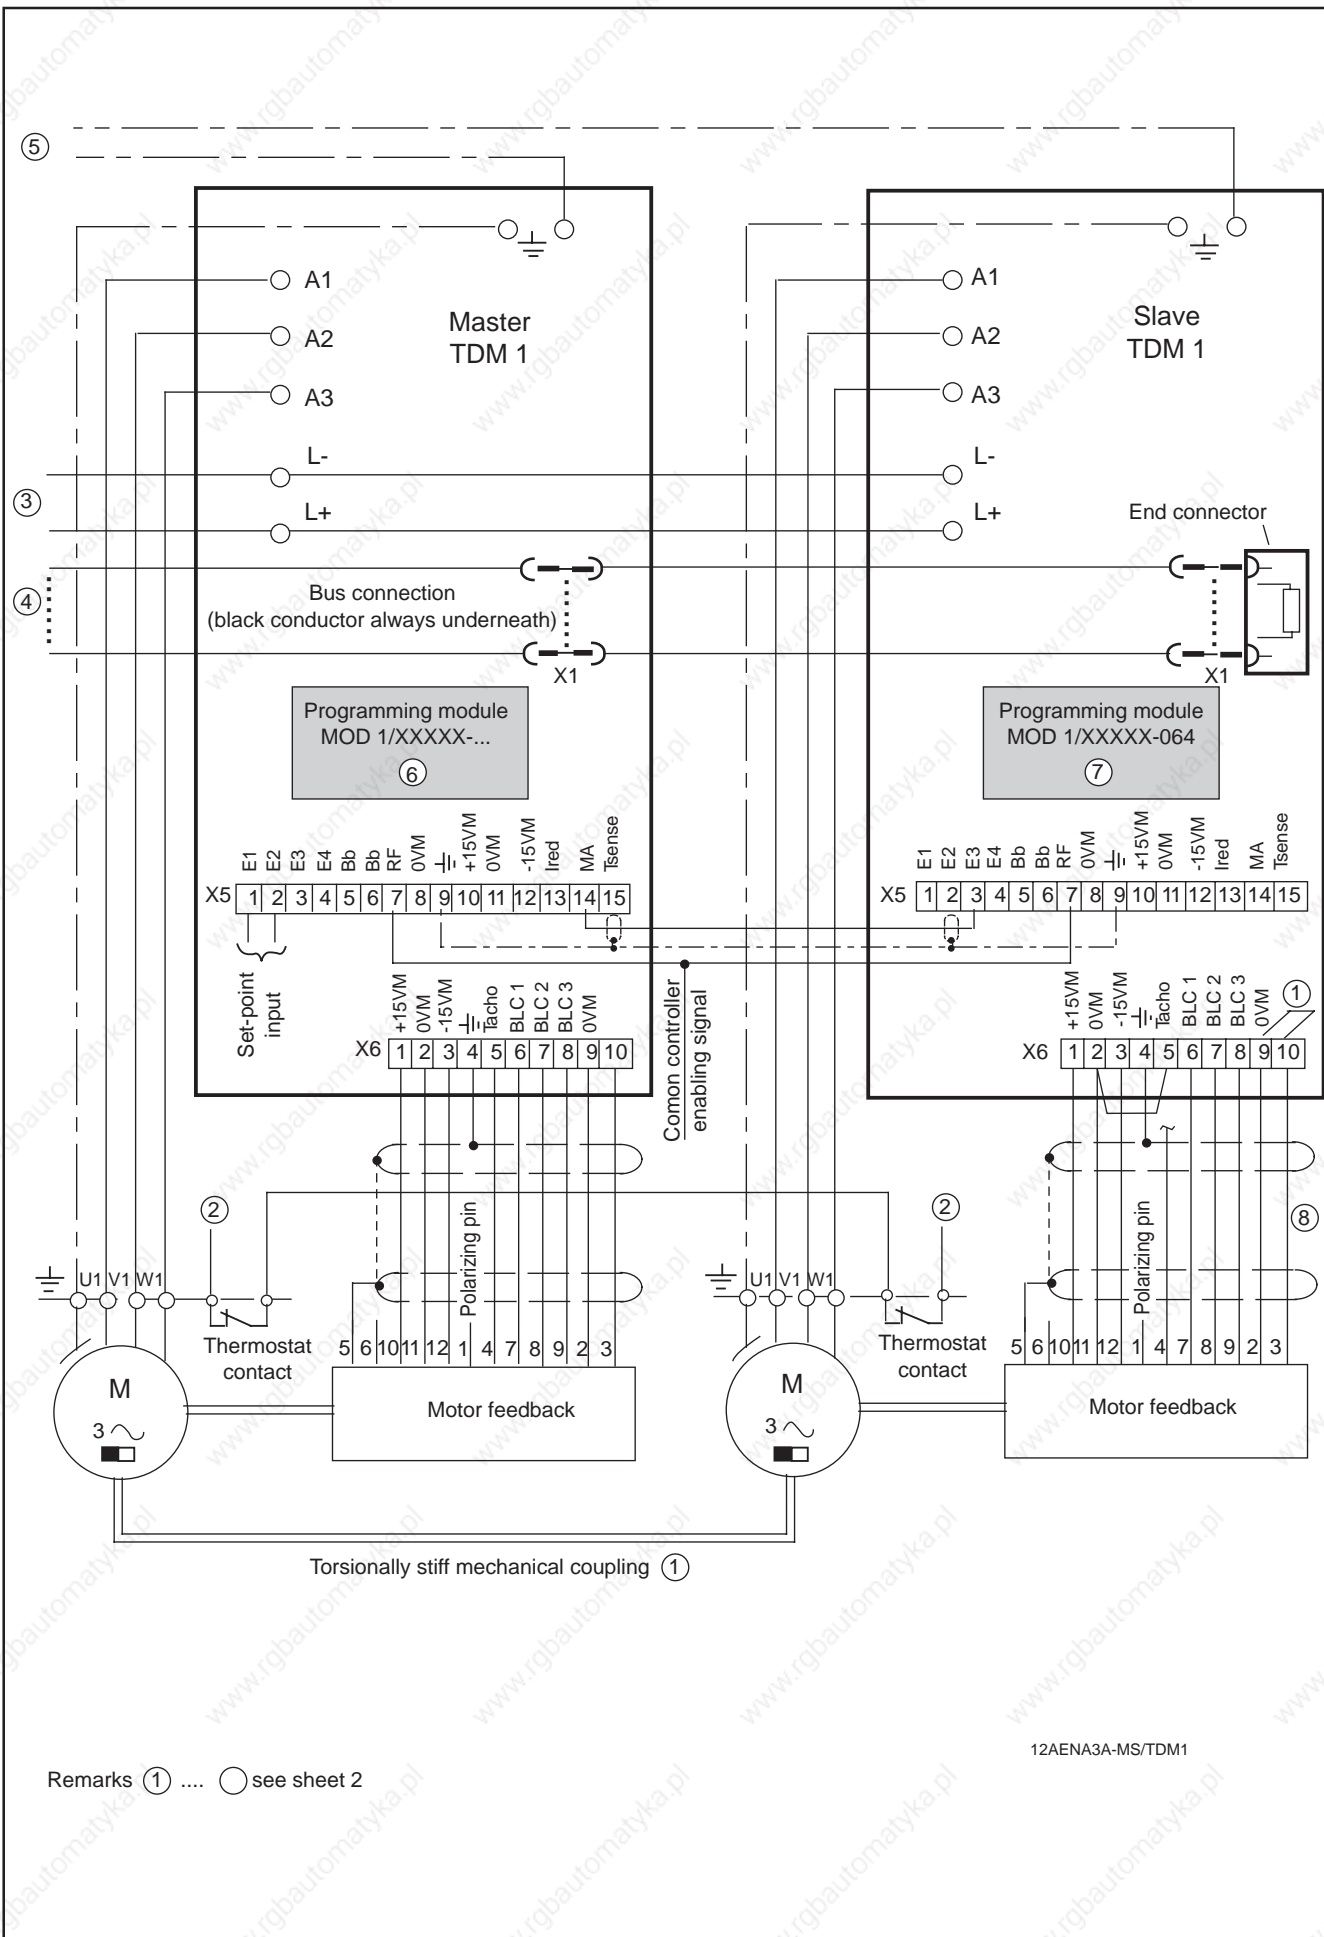 5
A1
A2
A3
Master
TDM 1
A1
A2
A3
Slave
TDM 1
L-
L+
3
L-
L+
End connector
4
Bus connection
(black conductor always underneath)
X1
X1
Programming module
MOD 1/XXXXX-...
6
Programming module
MOD 1/XXXXX-064
7
E1 E2 E3 E4 Bb Bb RF 0VM +15VM 0VM -15VM Ired MA Tsense
X5 1 2 3 4 5 6 7 8 9 10 11 12 13 14 15
E1 E2 E3 E4 Bb Bb RF 0VM +15VM 0VM -15VM Ired MA Tsense
X5 1 2 3 4 5 6 7 8 9 10 11 12 13 14 15
Set-point
input
+15VM 0VM -15VM Tacho BLC 1 BLC 2 BLC 3 0VM
X6 1 2 3 4 5 6 7 8 9 10
Comon controller
enabling signal
+15VM 0VM -15VM Tacho BLC 1 BLC 2 BLC 3 0VM
1
X6 1 2 3 4 5 6 7 8 9 10
2
Polarizing pin
2
Polarizing pin
8
U1 V1 W1
Thermostat
contact
5 6 10 11 12 1 4 7 8 9 2 3
U1 V1 W1
Thermostat
contact
5 6 10 11 12 1 4 7 8 9 2 3
M
3
Motor feedback
M
3
Motor feedback
Torsionally stiff mechanical coupling 1
12AENA3A-MS/TDM1
Remarks 1 .... see sheet 2
www.rgbautomatyka.pl